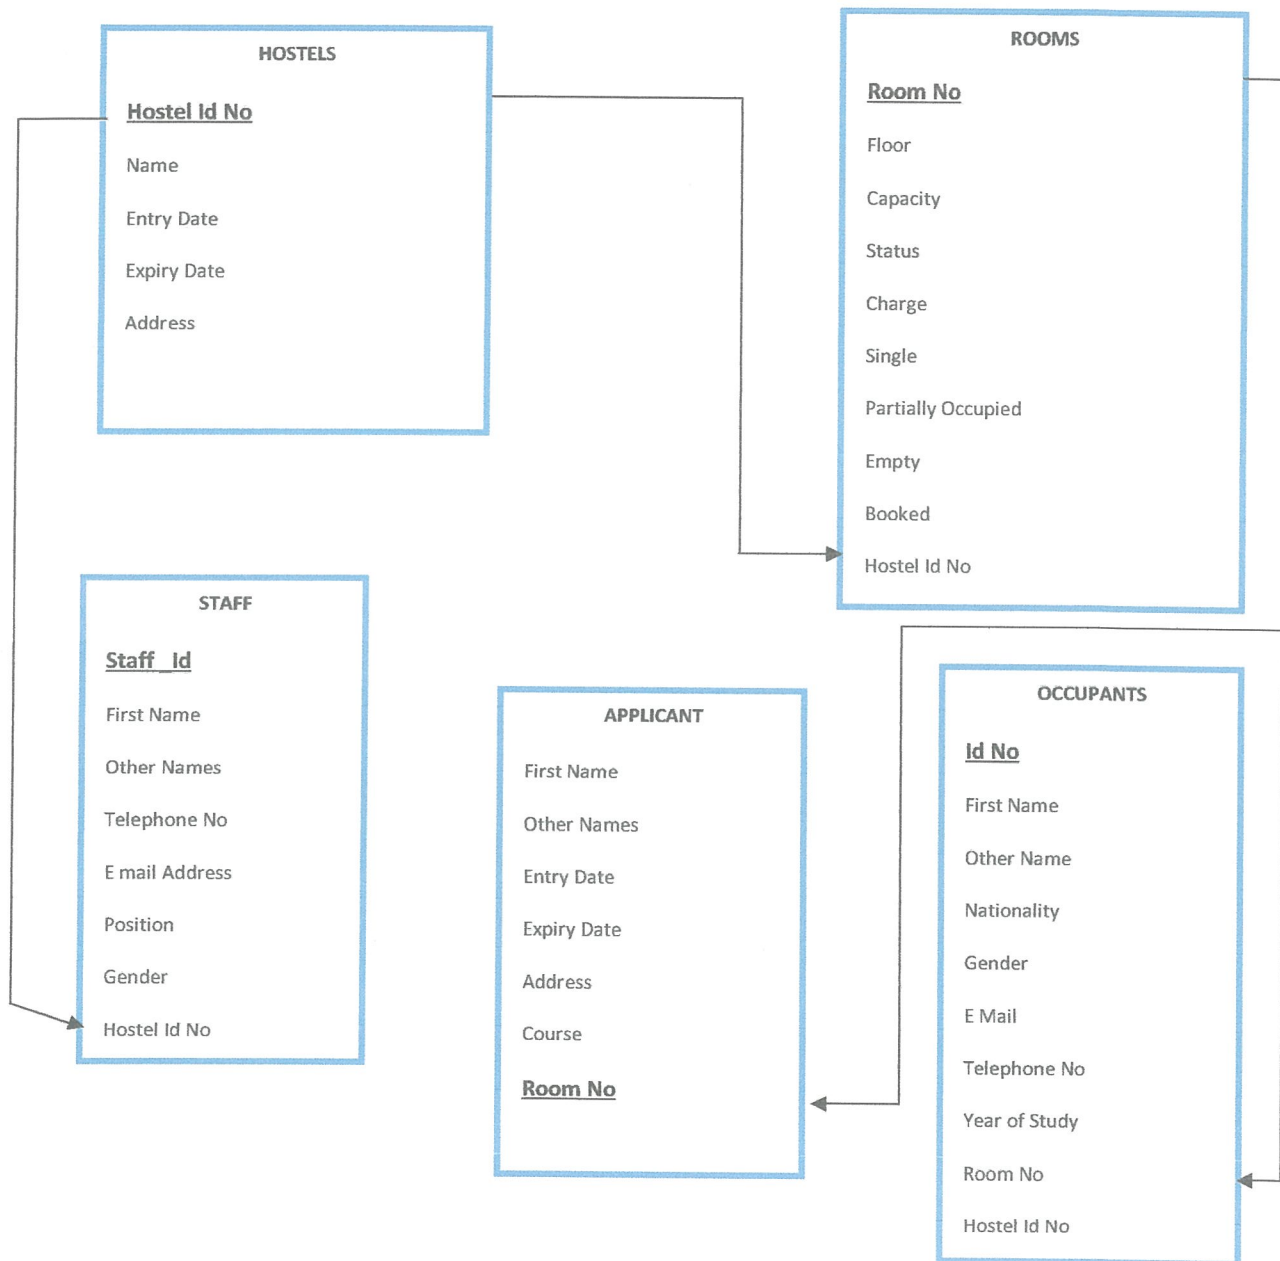 HOSTELS
Hostel Id No
Name
Entry Date
Expiry Date
Address
ROOMS
Room No
Floor
Capacity
Status
Charge
Single
Partially Occupied
Empty
Booked
Hostel Id No
STAFF
Staff_Id
First Name
Other Names
Telephone No
E mail Address
Position
Gender
Hostel Id No
APPLICANT
First Name
Other Names
Entry Date
Expiry Date
Address
Course
Room No
OCCUPANTS
Id No
First Name
Other Name
Nationality
Gender
E Mail
Telephone No
Year of Study
Room No
Hostel Id No